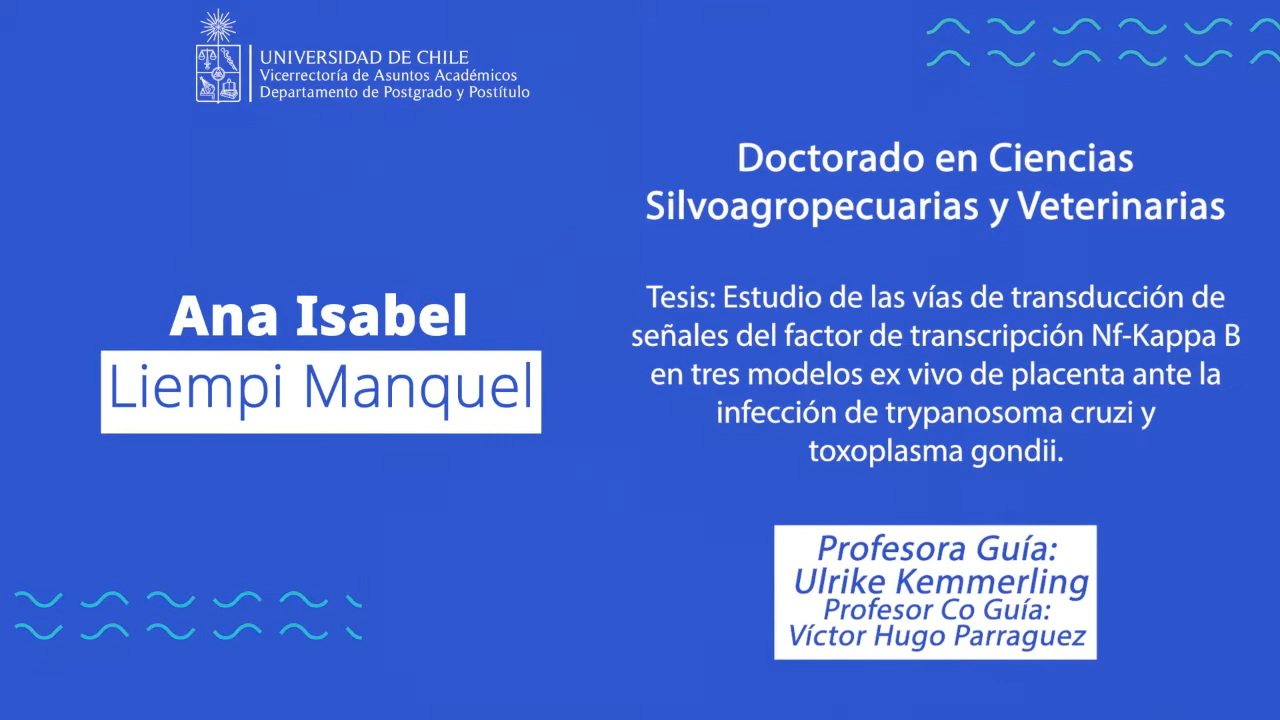 UNIVERSIDAD DE CHILE
Vicerrectoría de Asuntos Académicos
Departamento de Postgrado y Postítulo
Ana Isabel
Liempi Manquel
Doctorado en Ciencias
Silvoagropecuarias y Veterinarias
Tesis: Estudio de las vías de transducción de
señales del factor de transcripción Nf-Kappa B
en tres modelos ex vivo de placenta ante la
infección de trypanosoma cruzi y
toxoplasma gondii.
Profesora Guía:
Ulrike Kemmerling
Profesor Co Guía:
Víctor Hugo Parraguez